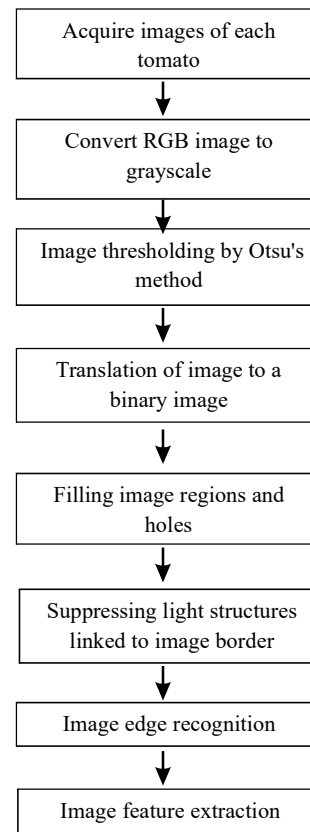 Acquire images of each
tomato
Convert RGB image to
grayscale
Image thresholding by Otsu's
method
Translation of image to a
binary image
Filling image regions and
holes
Suppressing light structures
linked to image border
Image edge recognition
Image feature extraction